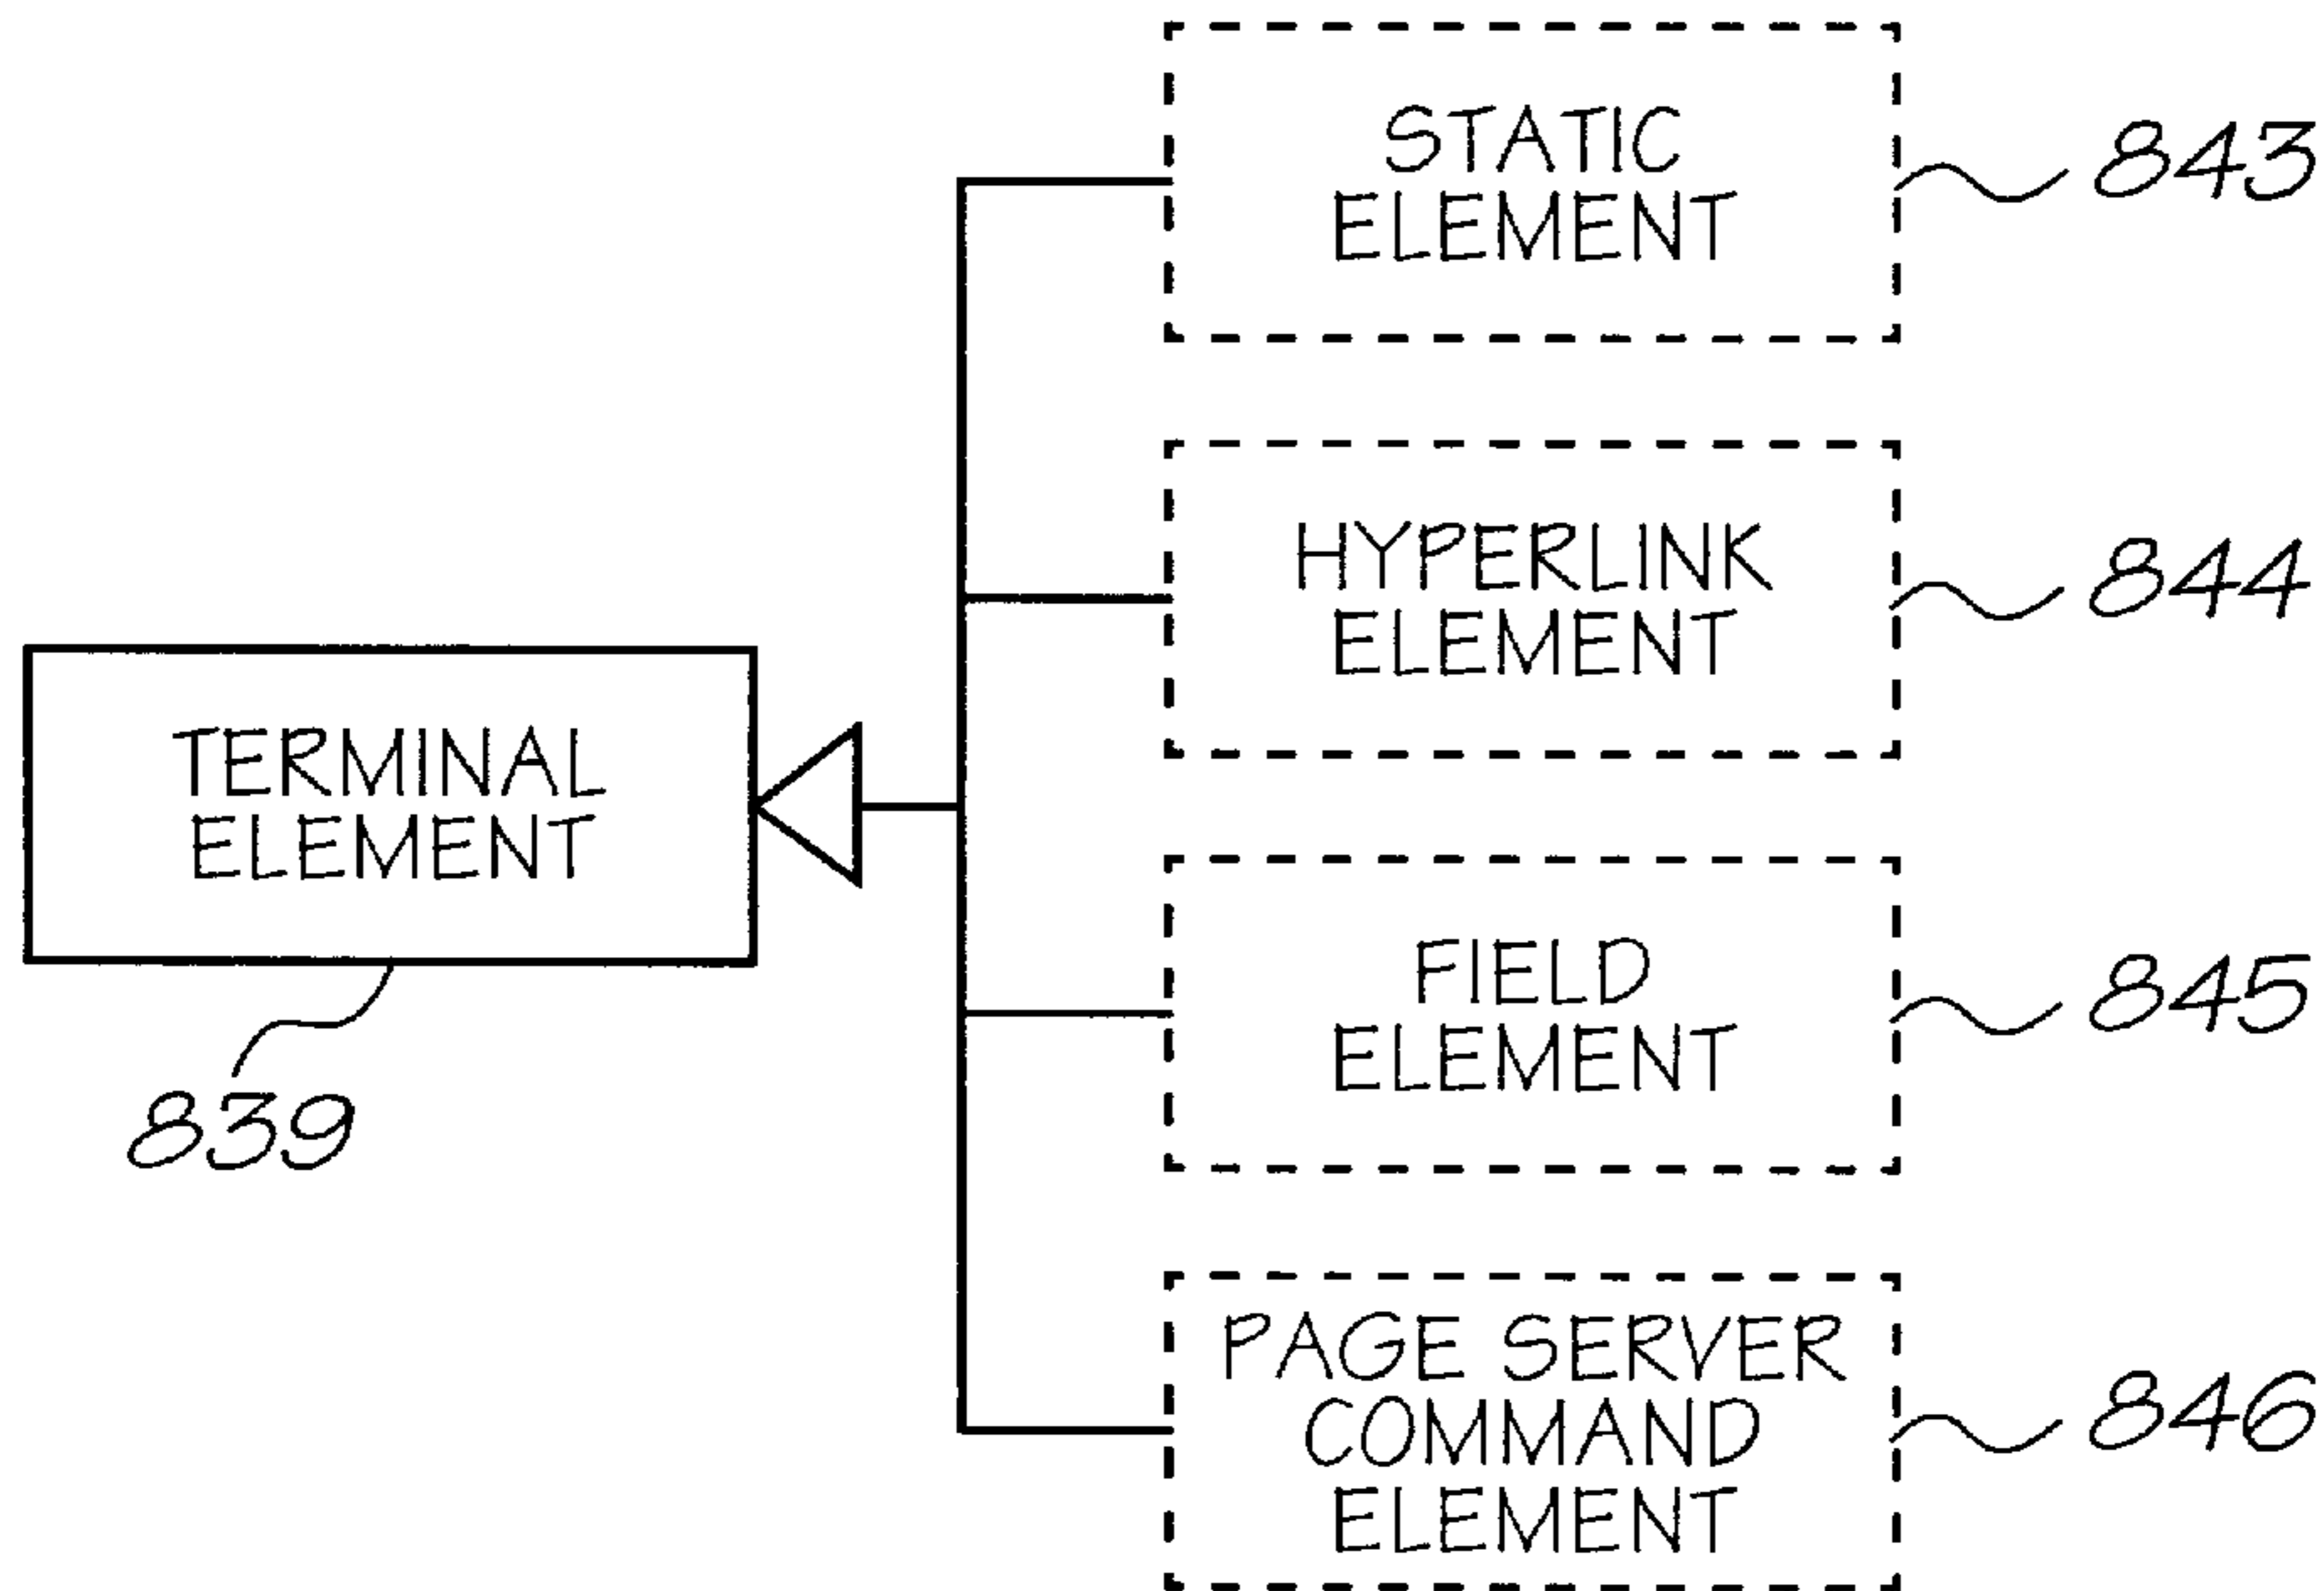 STATIC
ELEMENT
843
HYPERLINK
ELEMENT
844
TERMINAL
ELEMENT
839
FIELD
ELEMENT
845
PAGE SERVER
COMMAND
ELEMENT
846